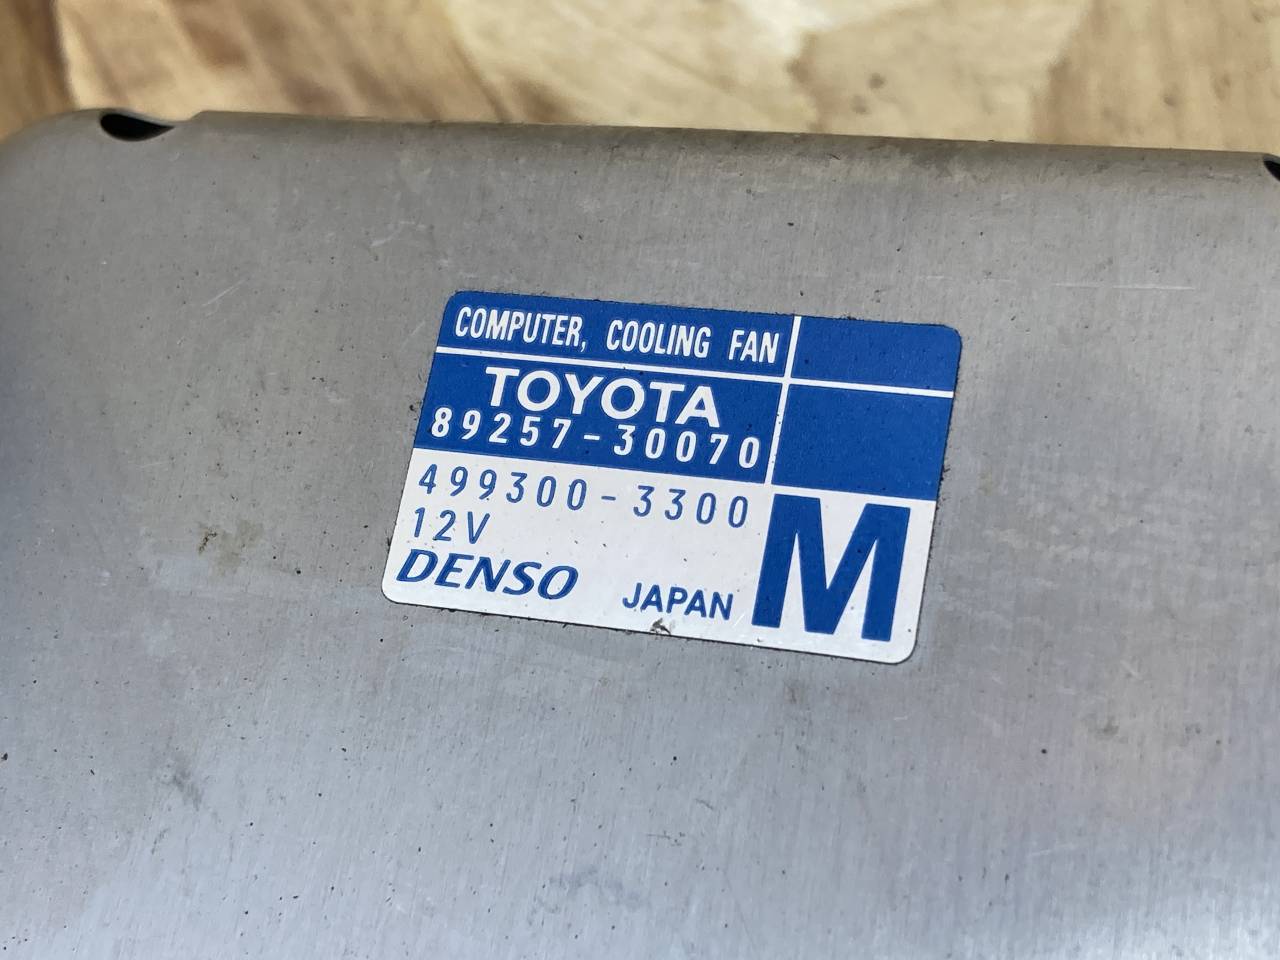 COMPUTER, COOLING FAN
TOYOTA
89257-30070
499300-3300
12V
DENSO JAPAN M